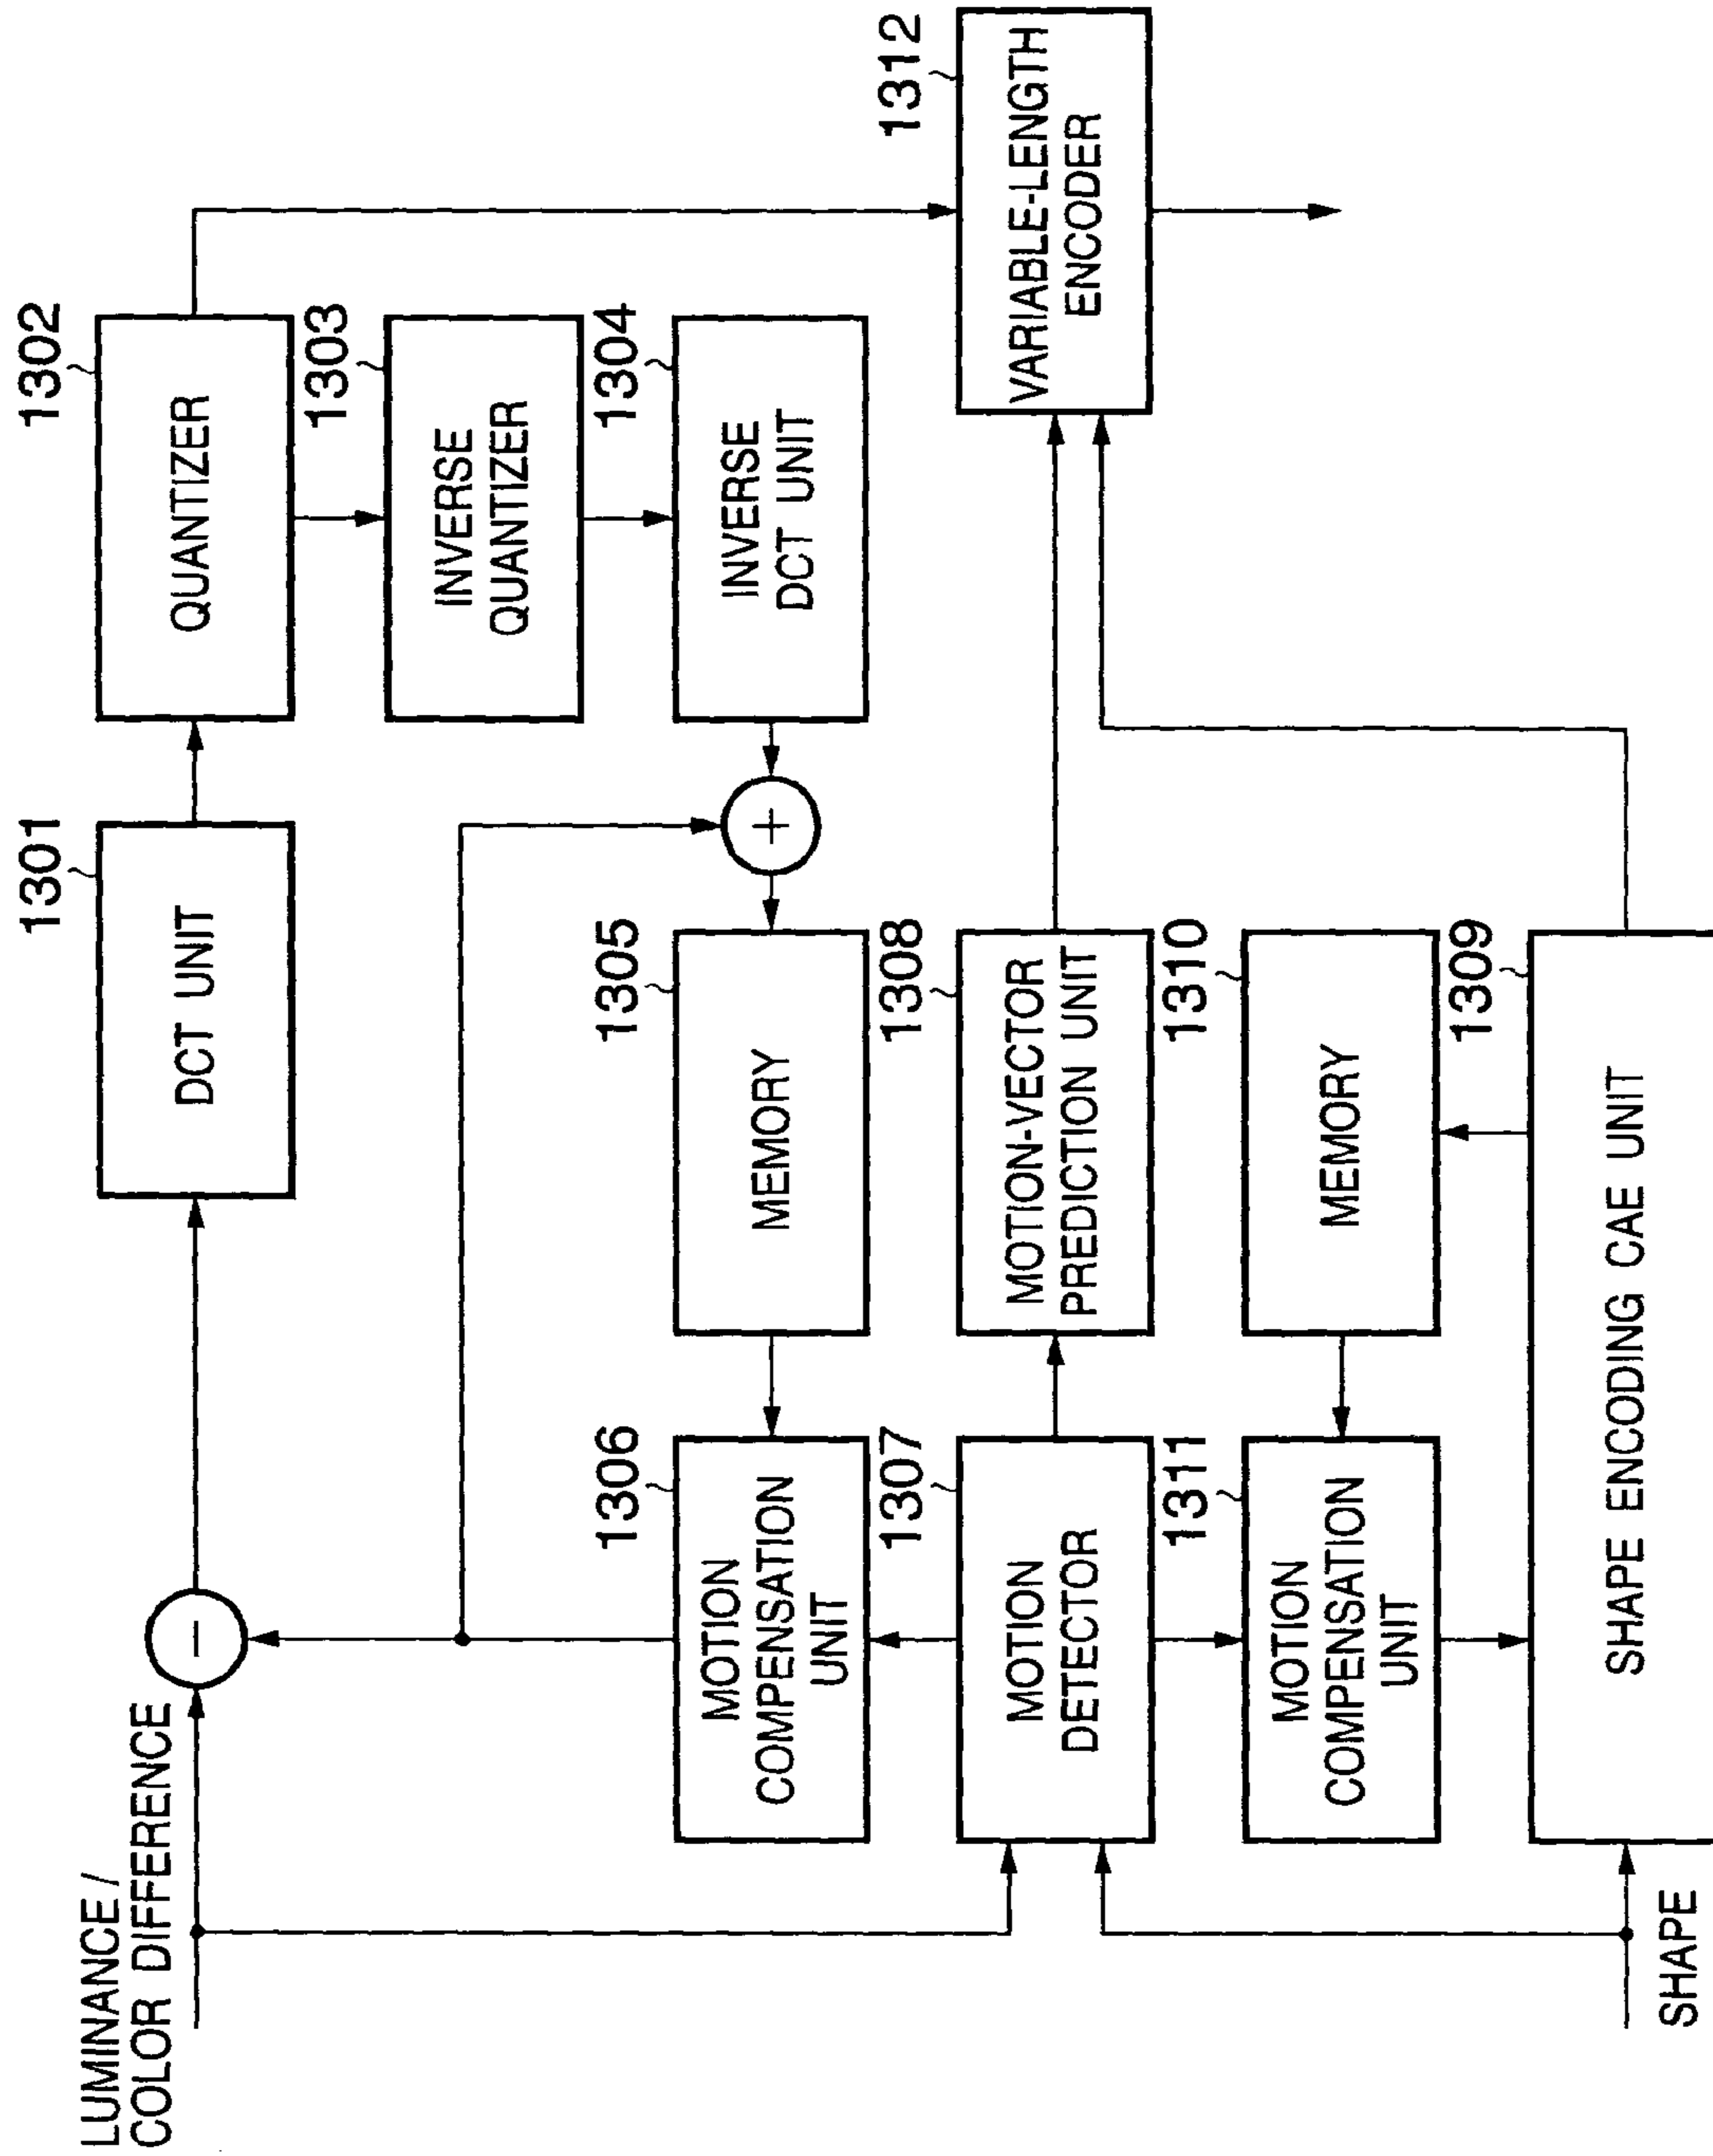 LUMINANCE /
COLOR DIFFERENCE
−
1301
DCT UNIT
1302
QUANTIZER
1303
INVERSE
QUANTIZER
1304
INVERSE
DCT UNIT
+
1305
MEMORY
1306
MOTION
COMPENSATION
UNIT
1307
MOTION
DETECTOR
1308
MOTION-VECTOR
PREDICTION UNIT
1312
VARIABLE-LENGTH
ENCODER
1311
MOTION
COMPENSATION
UNIT
1310
MEMORY
1309
SHAPE ENCODING CAE UNIT
SHAPE